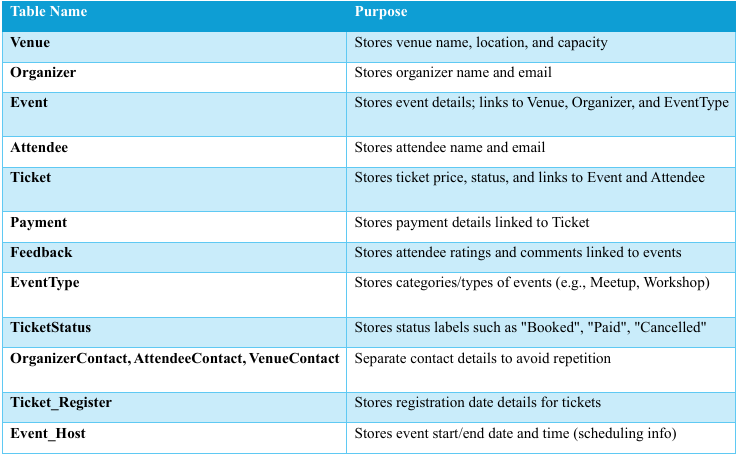 Table Name Purpose
Venue Stores venue name, location, and capacity
Organizer Stores organizer name and email
Event Stores event details; links to Venue, Organizer, and EventType
Attendee Stores attendee name and email
Ticket Stores ticket price, status, and links to Event and Attendee
Payment Stores payment details linked to Ticket
Feedback Stores attendee ratings and comments linked to events
EventType Stores categories/types of events (e.g., Meetup, Workshop)
TicketStatus Stores status labels such as "Booked", "Paid", "Cancelled"
OrganizerContact, AttendeeContact, VenueContact Separate contact details to avoid repetition
Ticket_Register Stores registration date details for tickets
Event_Host Stores event start/end date and time (scheduling info)